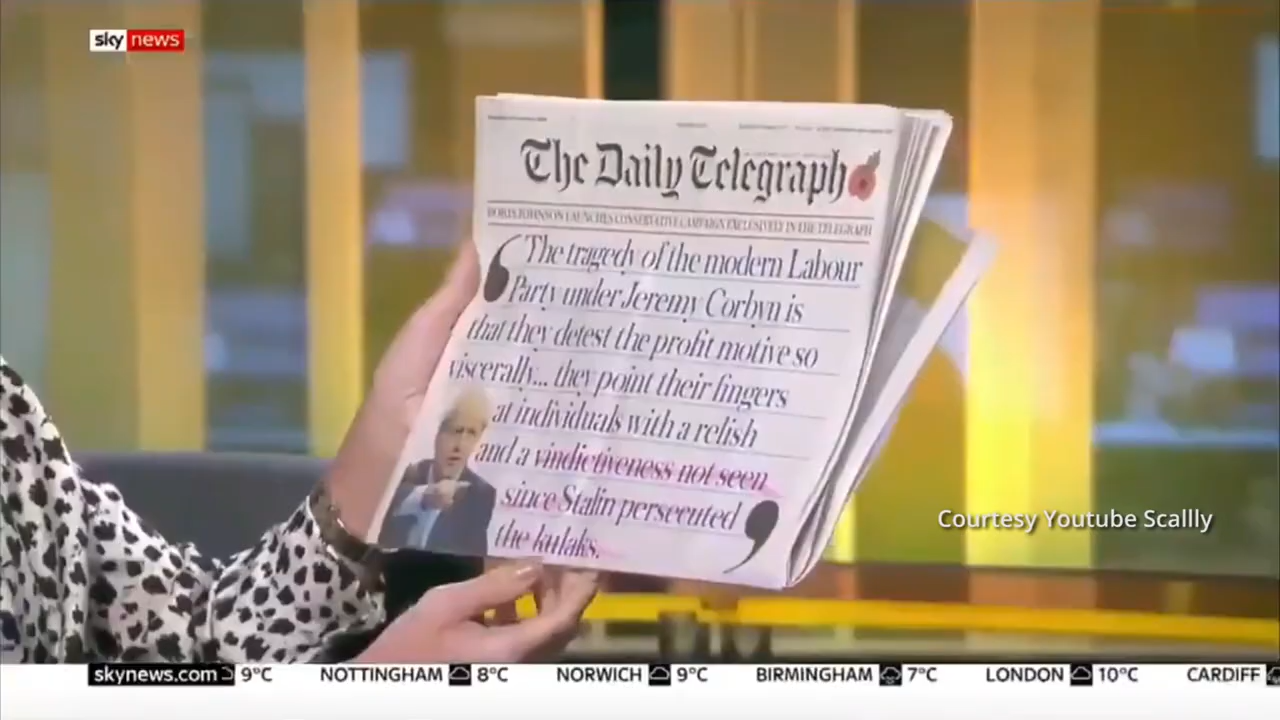 sky news
The Daily Telegraph
BORIS JOHNSON LAUNCHES CONSERVATIVE CAMPAIGN EXCLUSIVELY IN THE TELEGRAPH
‘The tragedy of the modern Labour
Party under Jeremy Corbyn is
that they detest the profit motive so
viscerally... they point their fingers
at individuals with a relish
and a vindictiveness not seen
since Stalin persecuted
the kulaks.’
Courtesy Youtube Scallly
skynews.com 9°C NOTTINGHAM 8°C NORWICH 9°C BIRMINGHAM 7°C LONDON 10°C CARDIFF